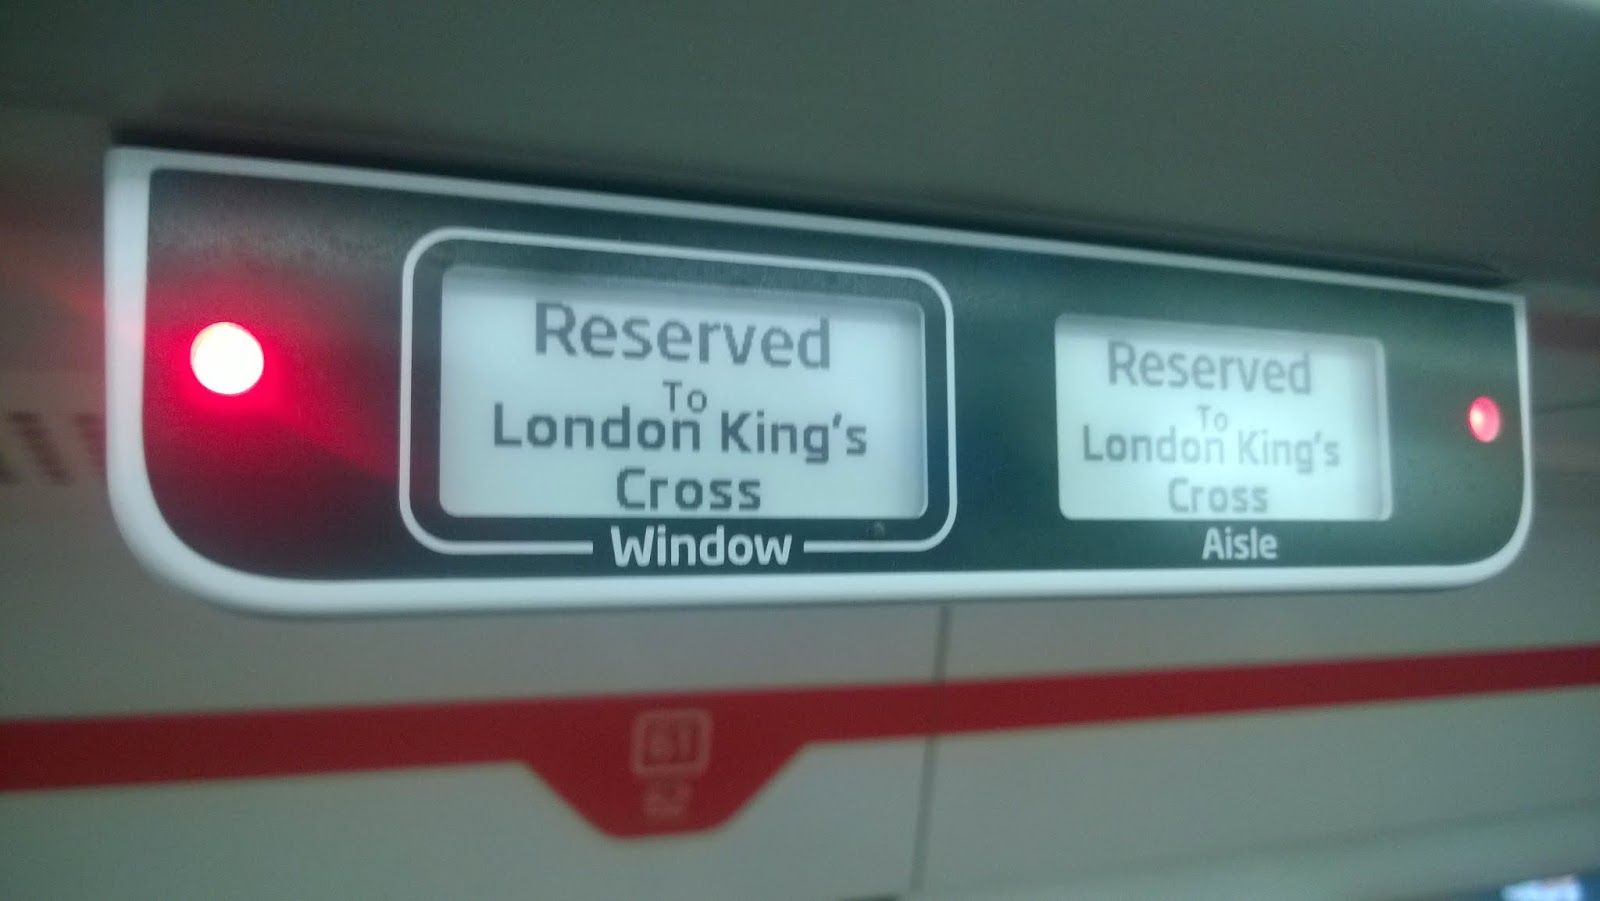 Reserved
To
London King's
Cross
Window
Reserved
To
London King's
Cross
Aisle
61
62